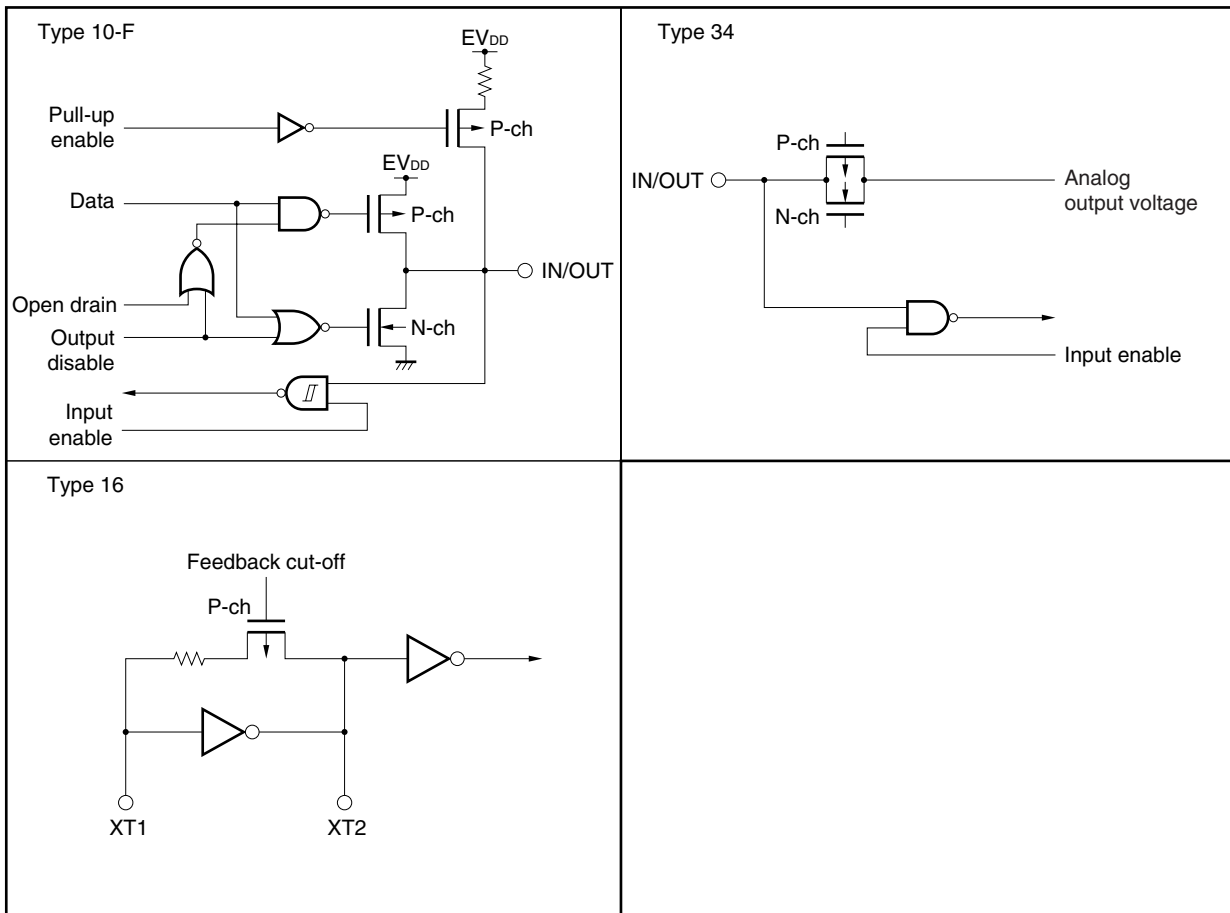 Type 10-F
EVDD
Pull-up
enable
P-ch
EVDD
Data
P-ch
IN/OUT
Open drain
Output
disable
N-ch
Input
enable
Type 34
P-ch
IN/OUT
N-ch
Analog
output voltage
Input enable
Type 16
Feedback cut-off
P-ch
XT1
XT2